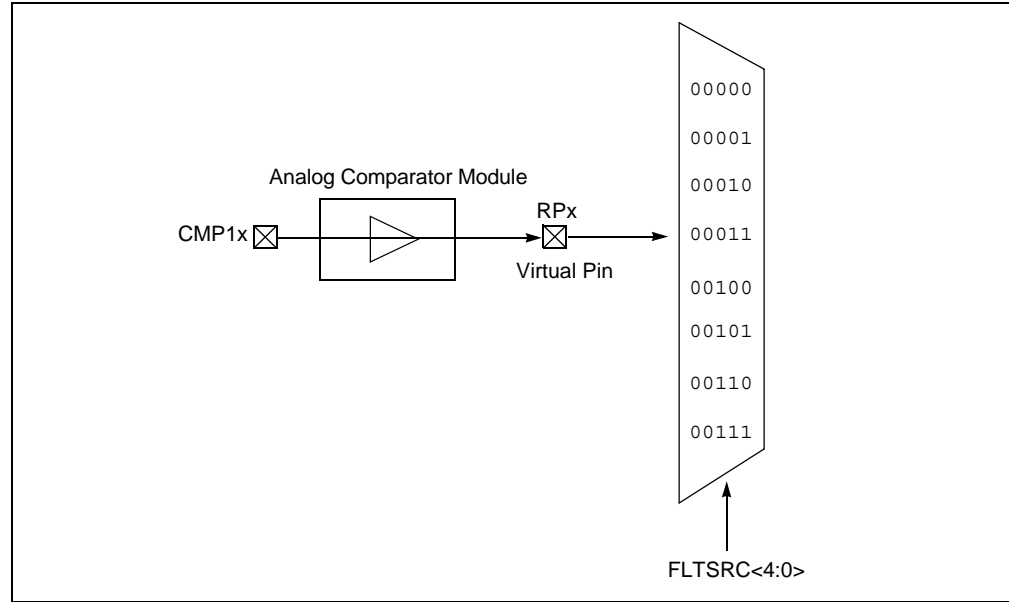 00000
00001
00010
Analog Comparator Module
RPx
CMP1x
00011
Virtual Pin
00100
00101
00110
00111
FLTSRC<4:0>